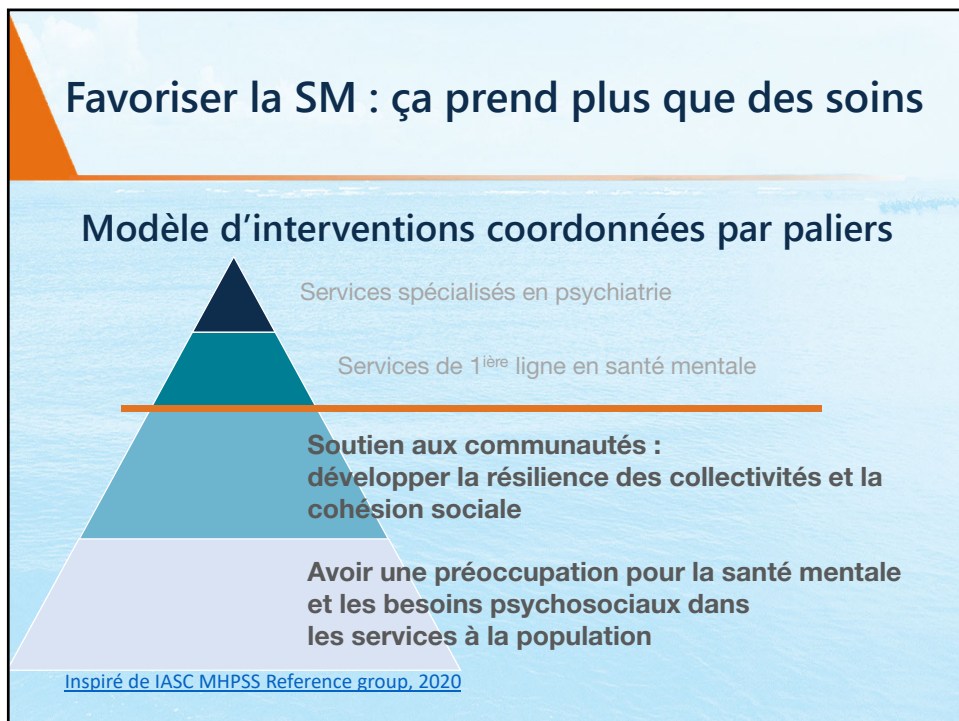 Favoriser la SM : ça prend plus que des soins
Modèle d’interventions coordonnées par paliers
Services spécialisés en psychiatrie
Services de 1ière ligne en santé mentale
Soutien aux communautés :
développer la résilience des collectivités et la
cohésion sociale
Avoir une préoccupation pour la santé mentale
et les besoins psychosociaux dans
les services à la population
Inspiré de IASC MHPSS Reference group, 2020